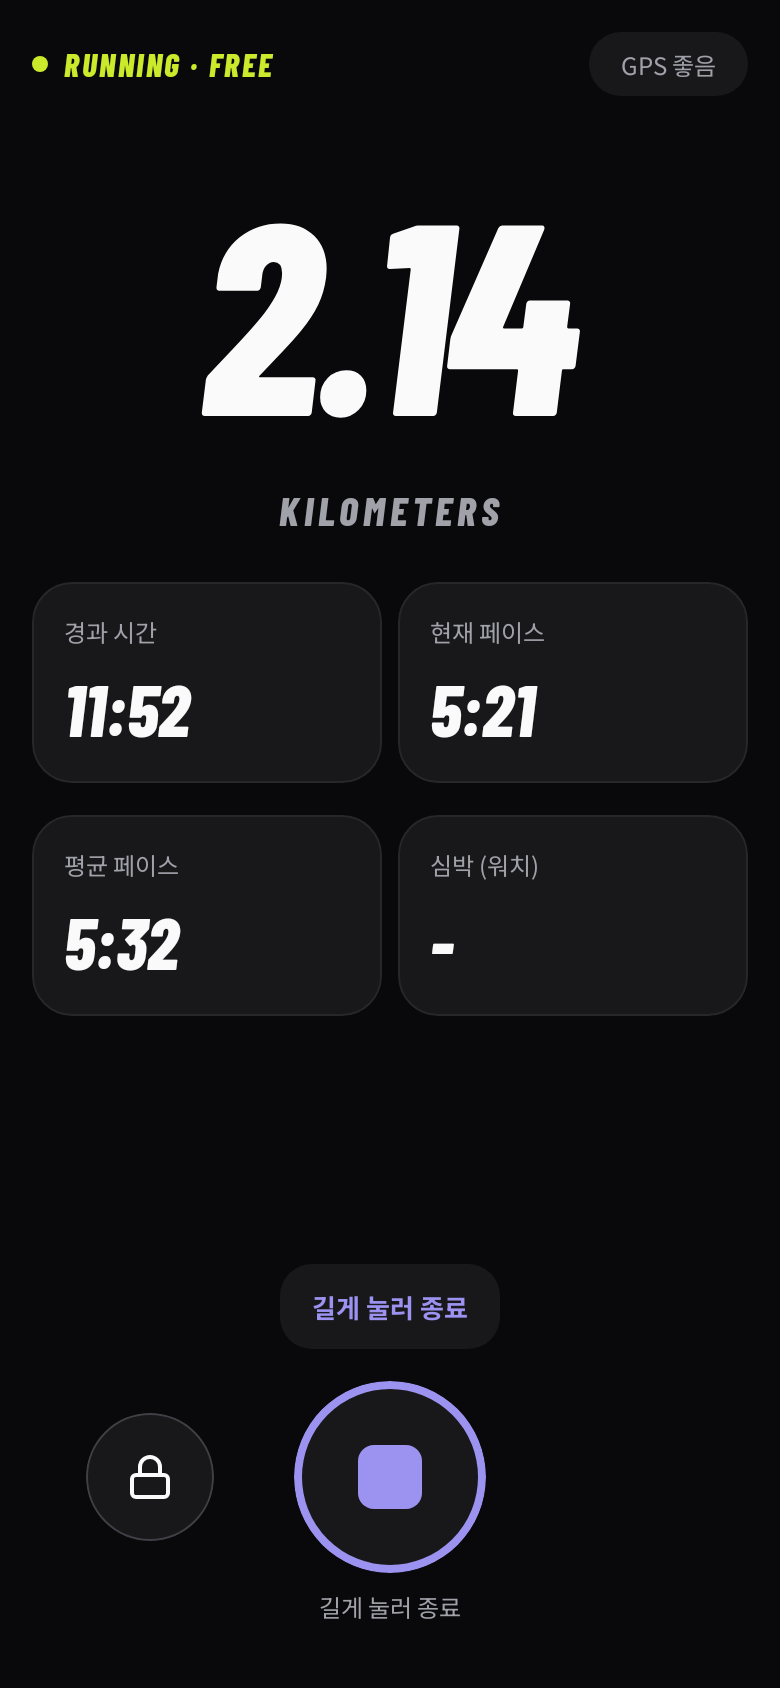 RUNNING · FREE
GPS 좋음
2.14
KILOMETERS
경과 시간
11:52
현재 페이스
5:21
평균 페이스
5:32
심박 (워치)
-
길게 눌러 종료
길게 눌러 종료